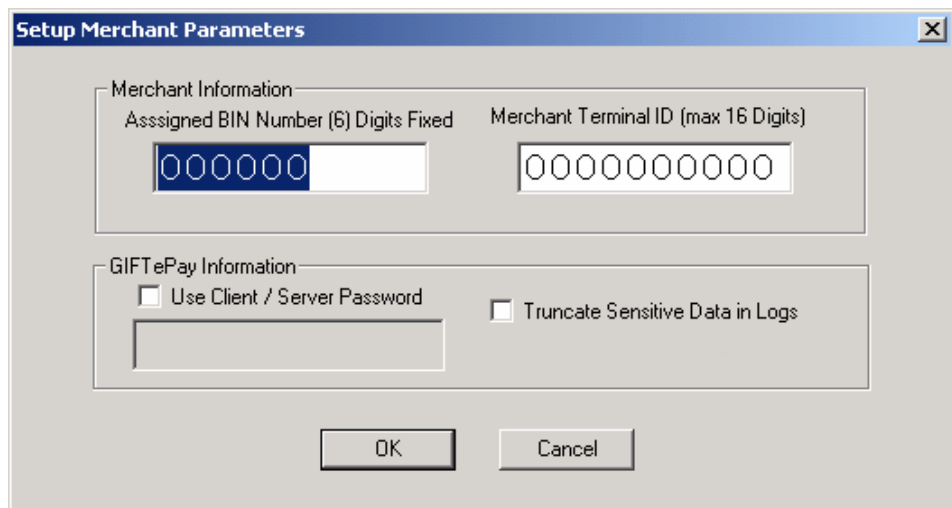 Setup Merchant Parameters
Merchant Information
Asssigned BIN Number (6) Digits Fixed
Merchant Terminal ID (max 16 Digits)
000000
0000000000
GIFTePay Information
Use Client / Server Password
Truncate Sensitive Data in Logs
OK
Cancel